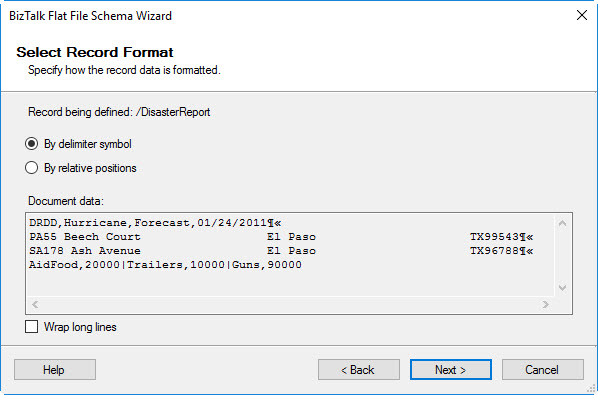 BizTalk Flat File Schema Wizard
Select Record Format
Specify how the record data is formatted.
Record being defined: /DisasterReport
By delimiter symbol
By relative positions
Document data:
DRDD,Hurricane,Forecast,01/24/2011¶«
PA55 Beech Court                  El Paso                      TX99543¶«
SA178 Ash Avenue                  El Paso                      TX96788¶«
AidFood,20000|Trailers,10000|Guns,90000
Wrap long lines
Help
< Back
Next >
Cancel